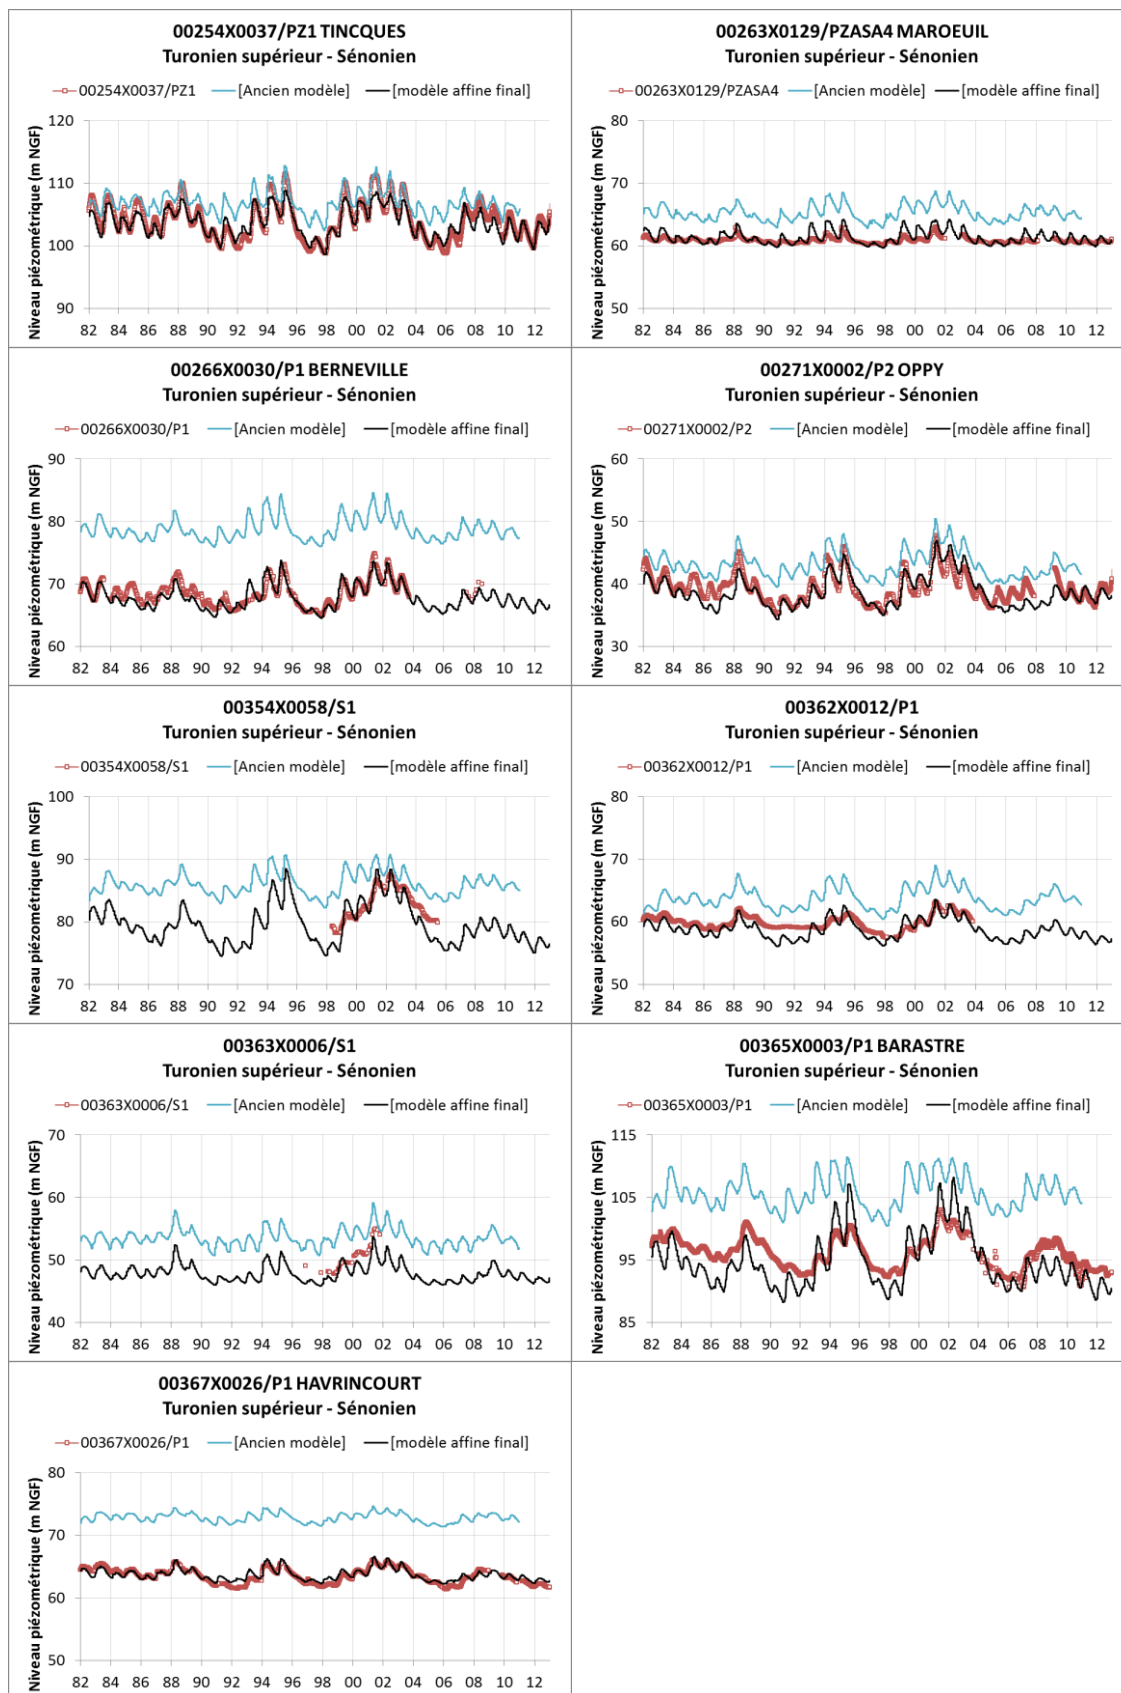 00254X0037/PZ1 TINCQUES
Turonien supérieur - Sénonien
00254X0037/PZ1 [Ancien modèle] [modèle affine final]
Niveau piézométrique (m NGF)
120
110
100
90
82 84 86 88 90 92 94 96 98 00 02 04 06 08 10 12
00263X0129/PZASA4 MAROEUIL
Turonien supérieur - Sénonien
00263X0129/PZASA4 [Ancien modèle] [modèle affine final]
Niveau piézométrique (m NGF)
80
70
60
50
82 84 86 88 90 92 94 96 98 00 02 04 06 08 10 12
00266X0030/P1 BERNEVILLE
Turonien supérieur - Sénonien
00266X0030/P1 [Ancien modèle] [modèle affine final]
Niveau piézométrique (m NGF)
90
80
70
60
82 84 86 88 90 92 94 96 98 00 02 04 06 08 10 12
00271X0002/P2 OPPY
Turonien supérieur - Sénonien
00271X0002/P2 [Ancien modèle] [modèle affine final]
Niveau piézométrique (m NGF)
60
50
40
30
82 84 86 88 90 92 94 96 98 00 02 04 06 08 10 12
00354X0058/S1
Turonien supérieur - Sénonien
00354X0058/S1 [Ancien modèle] [modèle affine final]
Niveau piézométrique (m NGF)
100
90
80
70
82 84 86 88 90 92 94 96 98 00 02 04 06 08 10 12
00362X0012/P1
Turonien supérieur - Sénonien
00362X0012/P1 [Ancien modèle] [modèle affine final]
Niveau piézométrique (m NGF)
80
70
60
50
82 84 86 88 90 92 94 96 98 00 02 04 06 08 10 12
00363X0006/S1
Turonien supérieur - Sénonien
00363X0006/S1 [Ancien modèle] [modèle affine final]
Niveau piézométrique (m NGF)
70
60
50
40
82 84 86 88 90 92 94 96 98 00 02 04 06 08 10 12
00365X0003/P1 BARASTRE
Turonien supérieur - Sénonien
00365X0003/P1 [Ancien modèle] [modèle affine final]
Niveau piézométrique (m NGF)
115
105
95
85
82 84 86 88 90 92 94 96 98 00 02 04 06 08 10 12
00367X0026/P1 HAVRINCOURT
Turonien supérieur - Sénonien
00367X0026/P1 [Ancien modèle] [modèle affine final]
Niveau piézométrique (m NGF)
80
70
60
50
82 84 86 88 90 92 94 96 98 00 02 04 06 08 10 12